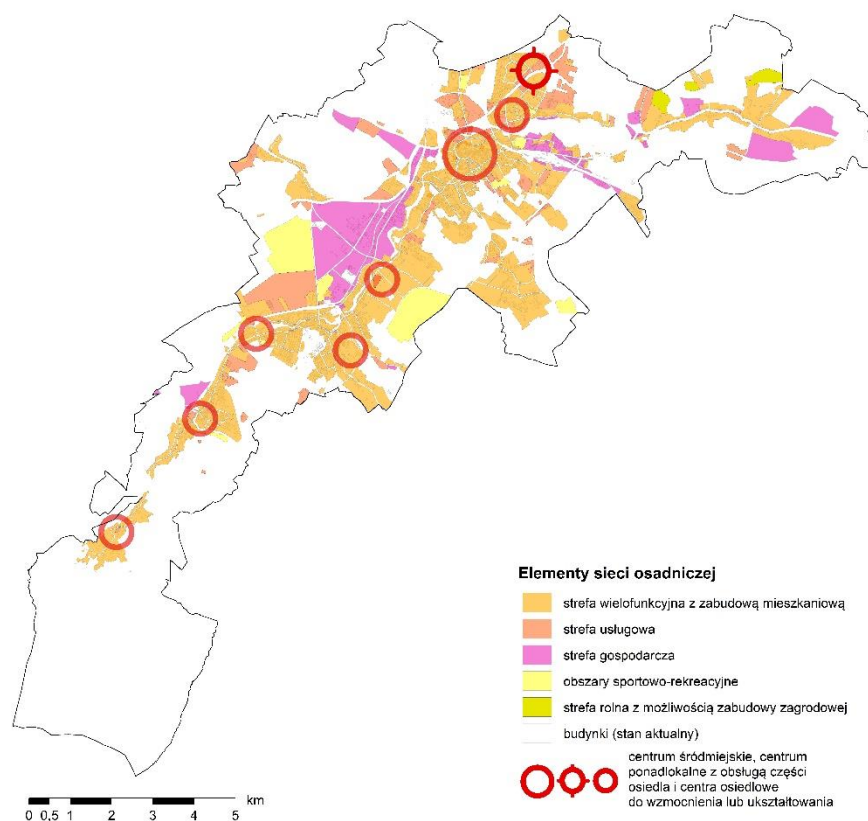 Elementy sieci osadniczej
strefa wielofunkcyjna z zabudową mieszkaniową
strefa usługowa
strefa gospodarcza
obszary sportowo-rekreacyjne
strefa rolna z możliwością zabudowy zagrodowej
budynki (stan aktualny)
centrum śródmiejskie, centrum
ponadlokalne z obsługą części
osiedla i centra osiedlowe
do wzmocnienia lub ukształtowania
km
0 0,5 1 2 3 4 5